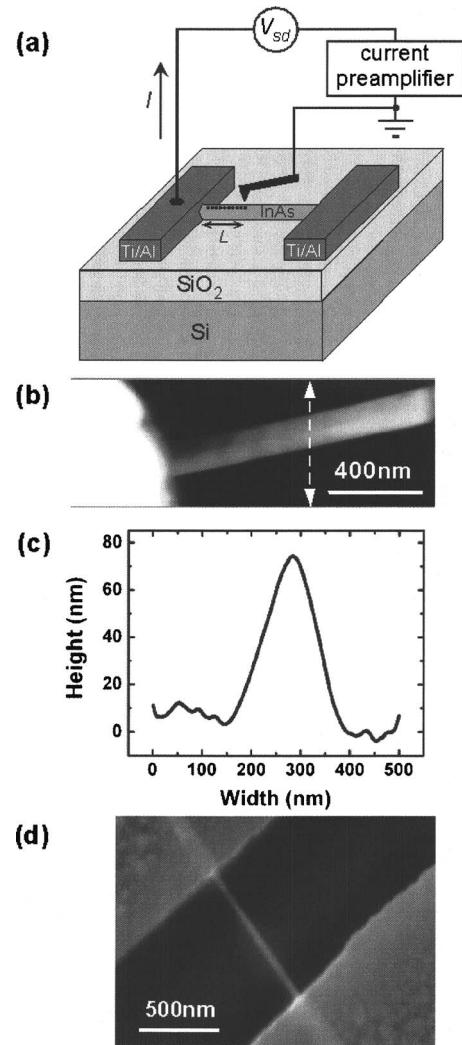 (a)
V_sd
current
preamplifier
I
InAs
L
Ti/Al
Ti/Al
SiO₂
Si
(b)
400nm
(c)
80
60
40
20
0
Height (nm)
0 100 200 300 400 500
Width (nm)
(d)
500nm